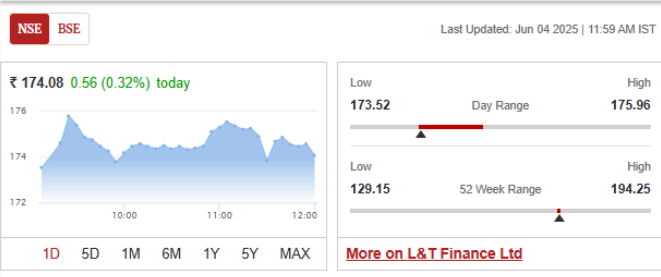 NSE BSE
Last Updated: Jun 04 2025 | 11:59 AM IST
₹ 174.08 0.56 (0.32%) today
176
174
172
10:00 11:00 12:00
1D 5D 1M 6M 1Y 5Y MAX
Low High
173.52 Day Range 175.96
Low High
129.15 52 Week Range 194.25
More on L&T Finance Ltd